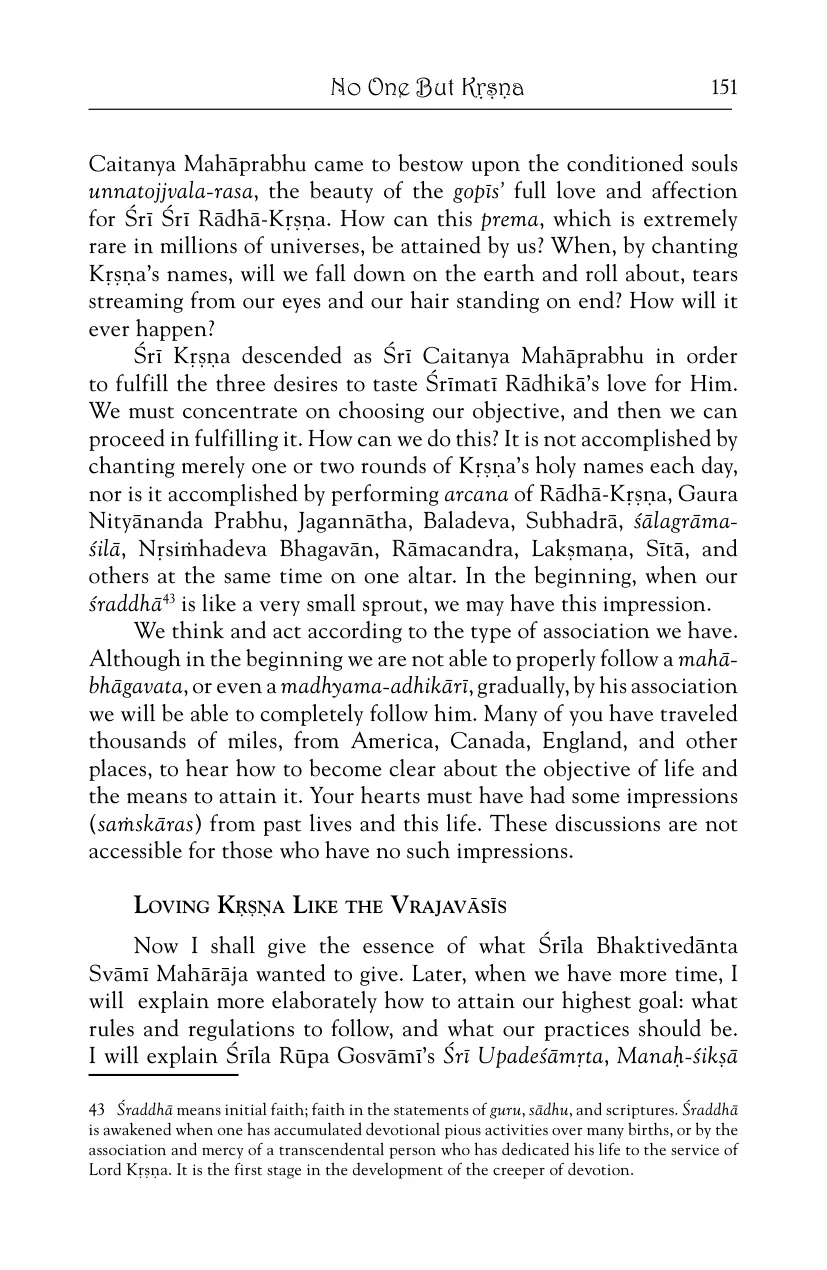 No One But Kṛṣṇa 151
Caitanya Mahāprabhu came to bestow upon the conditioned souls
unnatojjvala-rasa, the beauty of the gopīs’ full love and affection
for Śrī Śrī Rādhā-Kṛṣṇa. How can this prema, which is extremely
rare in millions of universes, be attained by us? When, by chanting
Kṛṣṇa’s names, will we fall down on the earth and roll about, tears
streaming from our eyes and our hair standing on end? How will it
ever happen?
Śrī Kṛṣṇa descended as Śrī Caitanya Mahāprabhu in order
to fulfill the three desires to taste Śrīmatī Rādhikā’s love for Him.
We must concentrate on choosing our objective, and then we can
proceed in fulfilling it. How can we do this? It is not accomplished by
chanting merely one or two rounds of Kṛṣṇa’s holy names each day,
nor is it accomplished by performing arcana of Rādhā-Kṛṣṇa, Gaura
Nityānanda Prabhu, Jagannātha, Baladeva, Subhadrā, śālagrāma-
śilā, Nṛsiṁhadeva Bhagavān, Rāmacandra, Lakṣmaṇa, Sītā, and
others at the same time on one altar. In the beginning, when our
śraddhā43 is like a very small sprout, we may have this impression.
We think and act according to the type of association we have.
Although in the beginning we are not able to properly follow a mahā-
bhāgavata, or even a madhyama-adhikārī, gradually, by his association
we will be able to completely follow him. Many of you have traveled
thousands of miles, from America, Canada, England, and other
places, to hear how to become clear about the objective of life and
the means to attain it. Your hearts must have had some impressions
(saṁskāras) from past lives and this life. These discussions are not
accessible for those who have no such impressions.
Loving Kṛṣṇa Like the Vrajavāsīs
Now I shall give the essence of what Śrīla Bhaktivedānta
Svāmī Mahārāja wanted to give. Later, when we have more time, I
will explain more elaborately how to attain our highest goal: what
rules and regulations to follow, and what our practices should be.
I will explain Śrīla Rūpa Gosvāmī’s Śrī Upadeśāmṛta, Manaḥ-śikṣā
43 Śraddhā means initial faith; faith in the statements of guru, sādhu, and scriptures. Śraddhā
is awakened when one has accumulated devotional pious activities over many births, or by the
association and mercy of a transcendental person who has dedicated his life to the service of
Lord Kṛṣṇa. It is the first stage in the development of the creeper of devotion.